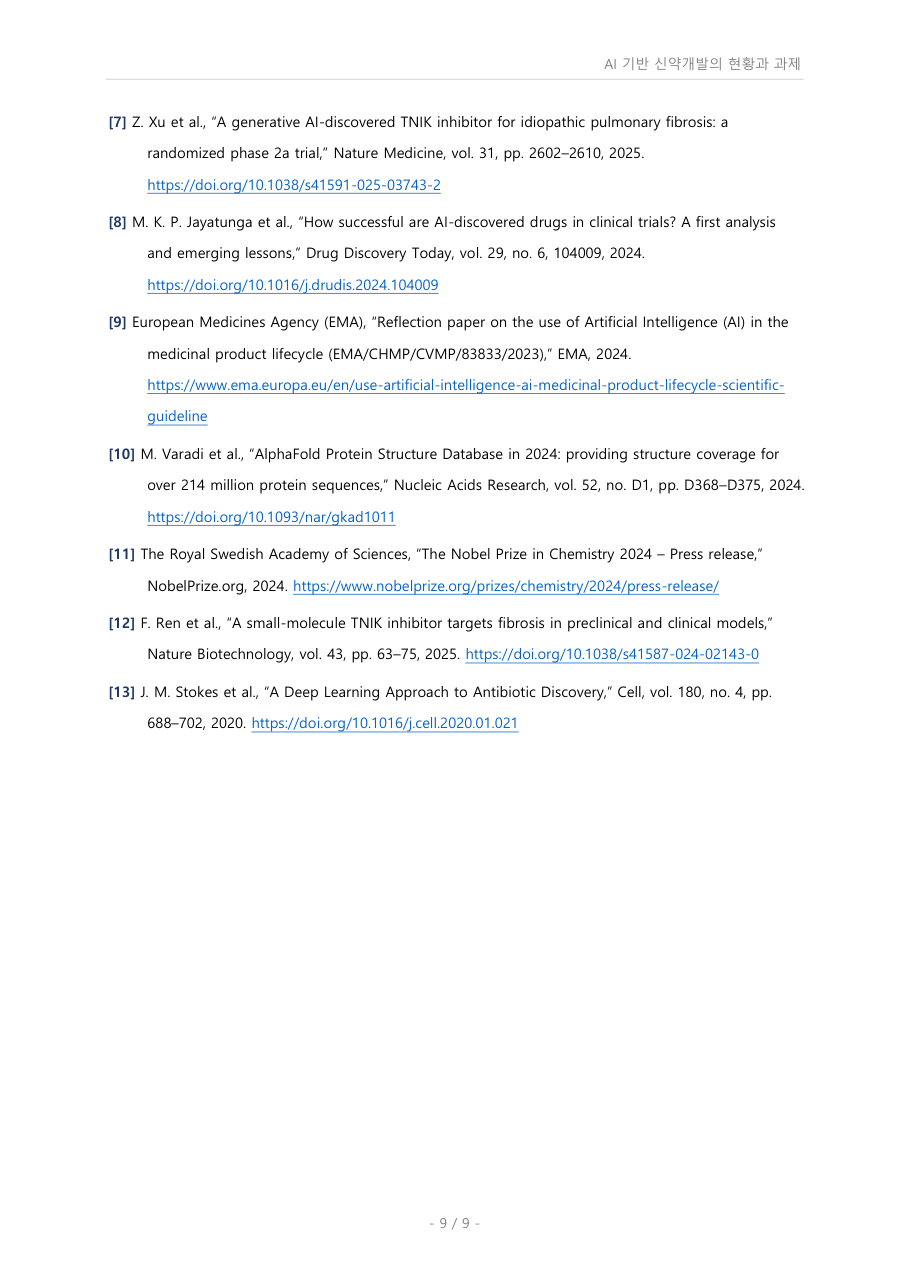 AI 기반 신약개발의 현황과 과제
[7] Z. Xu et al., “A generative AI-discovered TNIK inhibitor for idiopathic pulmonary fibrosis: a
randomized phase 2a trial,” Nature Medicine, vol. 31, pp. 2602–2610, 2025.
https://doi.org/10.1038/s41591-025-03743-2
[8] M. K. P. Jayatunga et al., “How successful are AI-discovered drugs in clinical trials? A first analysis
and emerging lessons,” Drug Discovery Today, vol. 29, no. 6, 104009, 2024.
https://doi.org/10.1016/j.drudis.2024.104009
[9] European Medicines Agency (EMA), “Reflection paper on the use of Artificial Intelligence (AI) in the
medicinal product lifecycle (EMA/CHMP/CVMP/83833/2023),” EMA, 2024.
https://www.ema.europa.eu/en/use-artificial-intelligence-ai-medicinal-product-lifecycle-scientific-
guideline
[10] M. Varadi et al., “AlphaFold Protein Structure Database in 2024: providing structure coverage for
over 214 million protein sequences,” Nucleic Acids Research, vol. 52, no. D1, pp. D368–D375, 2024.
https://doi.org/10.1093/nar/gkad1011
[11] The Royal Swedish Academy of Sciences, “The Nobel Prize in Chemistry 2024 – Press release,”
NobelPrize.org, 2024. https://www.nobelprize.org/prizes/chemistry/2024/press-release/
[12] F. Ren et al., “A small-molecule TNIK inhibitor targets fibrosis in preclinical and clinical models,”
Nature Biotechnology, vol. 43, pp. 63–75, 2025. https://doi.org/10.1038/s41587-024-02143-0
[13] J. M. Stokes et al., “A Deep Learning Approach to Antibiotic Discovery,” Cell, vol. 180, no. 4, pp.
688–702, 2020. https://doi.org/10.1016/j.cell.2020.01.021
- 9 / 9 -